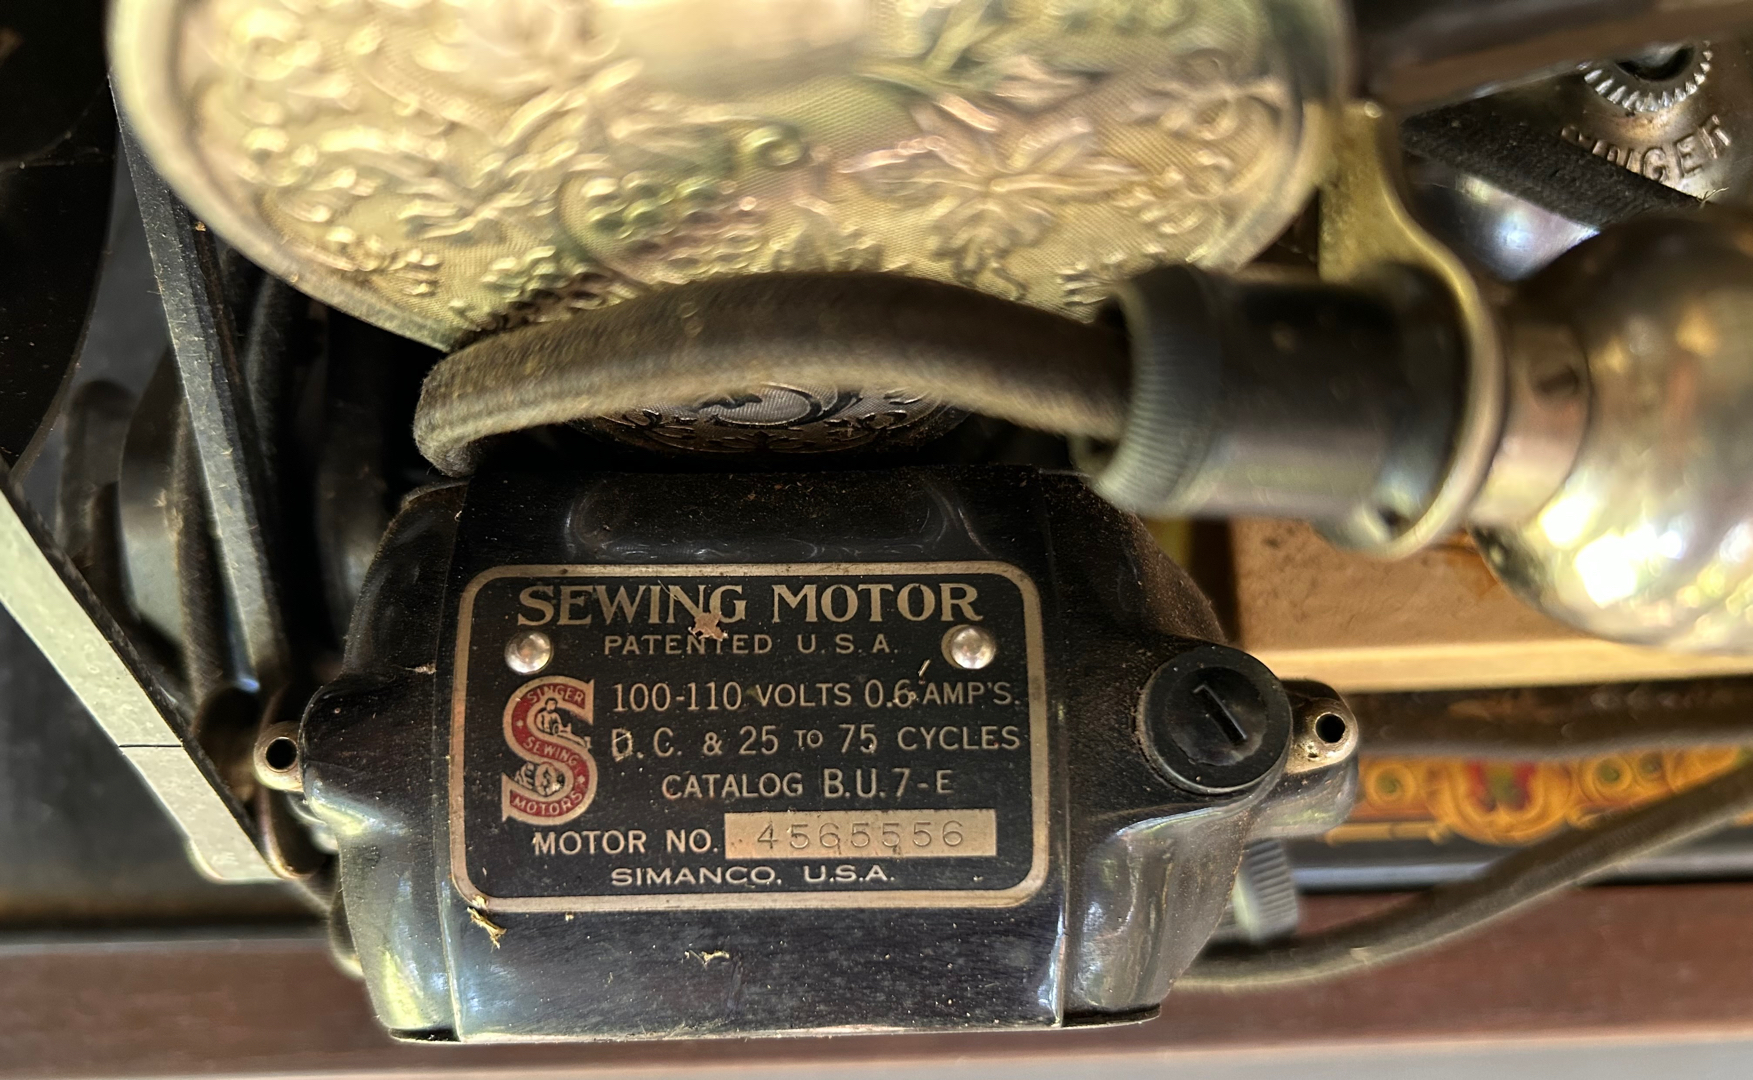 SINGER
SEWING MOTOR
PATENTED U.S.A.
SINGER
SEWING
MOTORS
100-110 VOLTS 0.6 AMP'S.
D.C. & 25 TO 75 CYCLES
CATALOG B.U.7-E
MOTOR NO. 4565556
SIMANCO, U.S.A.
1